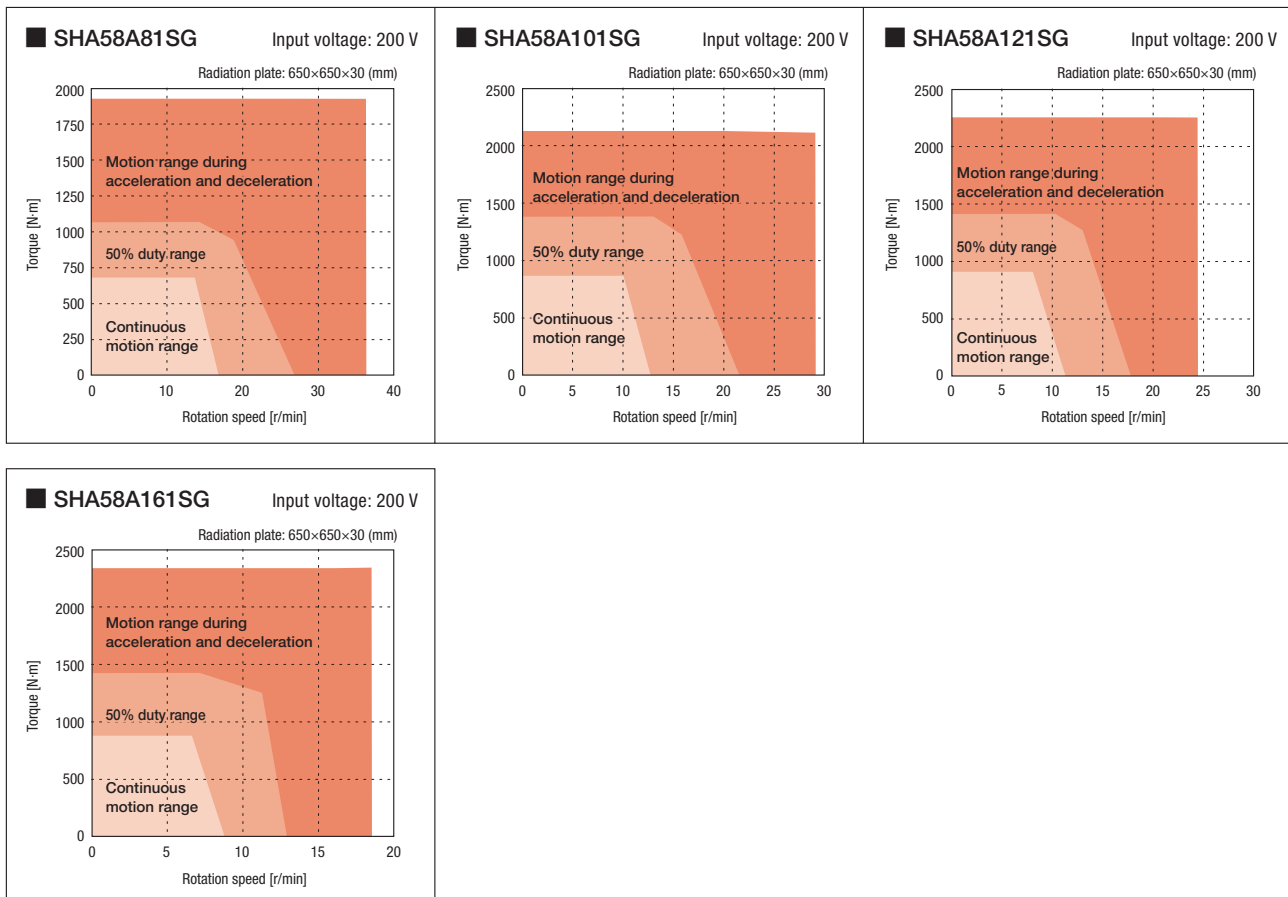 ■ SHA58A81SG Input voltage: 200 V
Radiation plate: 650×650×30 (mm)
2000
1750
1500
1250
1000
750
500
250
0
Torque [N·m]
Motion range during
acceleration and deceleration
50% duty range
Continuous
motion range
0 10 20 30 40
Rotation speed [r/min]
■ SHA58A101SG Input voltage: 200 V
Radiation plate: 650×650×30 (mm)
2500
2000
1500
1000
500
0
Torque [N·m]
Motion range during
acceleration and deceleration
50% duty range
Continuous
motion range
0 5 10 15 20 25 30
Rotation speed [r/min]
■ SHA58A121SG Input voltage: 200 V
Radiation plate: 650×650×30 (mm)
2500
2000
1500
1000
500
0
Torque [N·m]
Motion range during
acceleration and deceleration
50% duty range
Continuous
motion range
0 5 10 15 20 25 30
Rotation speed [r/min]
■ SHA58A161SG Input voltage: 200 V
Radiation plate: 650×650×30 (mm)
2500
2000
1500
1000
500
0
Torque [N·m]
Motion range during
acceleration and deceleration
50% duty range
Continuous
motion range
0 5 10 15 20
Rotation speed [r/min]